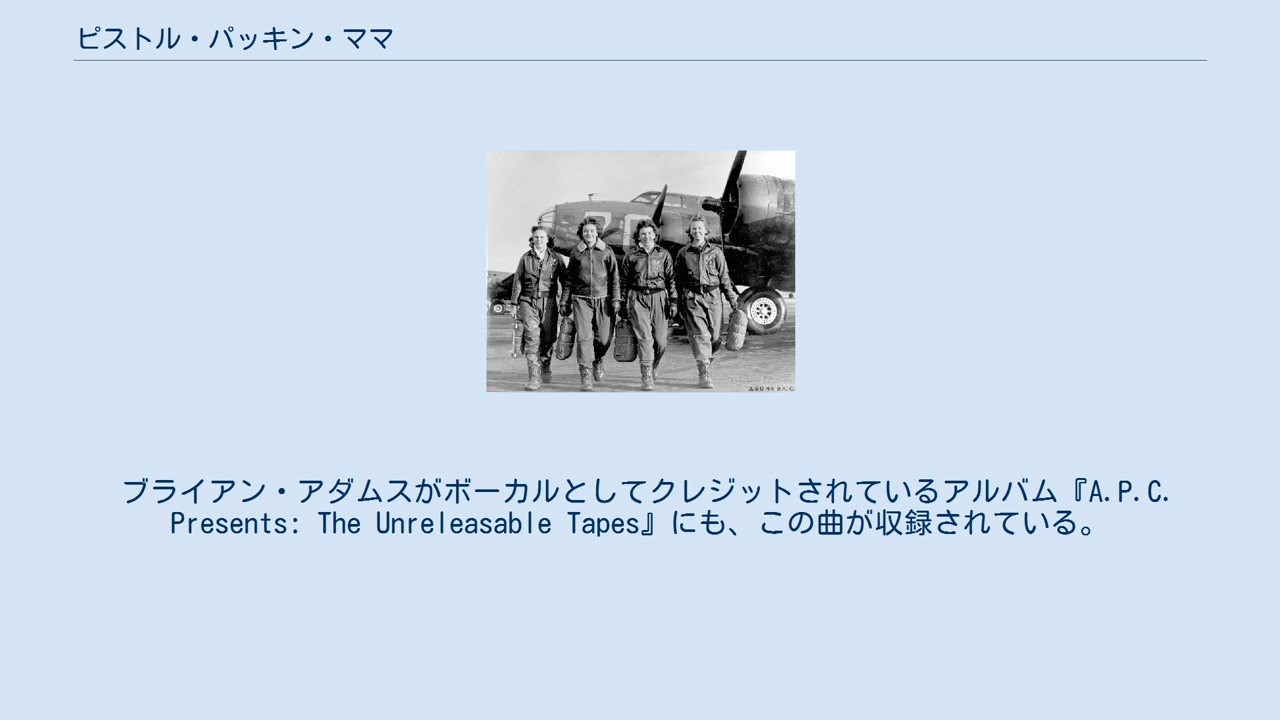 ピストル・パッキン・ママ
ブライアン・アダムスがボーカルとしてクレジットされているアルバム『A.P.C.
Presents: The Unreleasable Tapes』にも、この曲が収録されている。